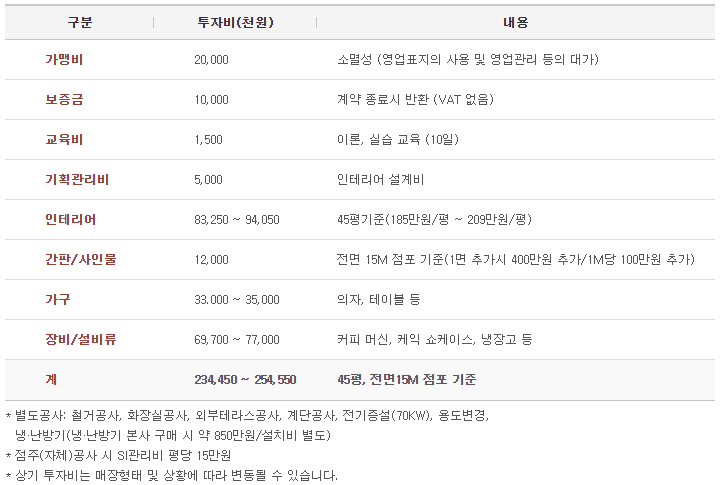 구분 투자비(천원) 내용
가맹비 20,000 소멸성 (영업표지의 사용 및 영업관리 등의 대가)
보증금 10,000 계약 종료시 반환 (VAT 없음)
교육비 1,500 이론, 실습 교육 (10일)
기획관리비 5,000 인테리어 설계비
인테리어 83,250 ~ 94,050 45평기준(185만원/평 ~ 209만원/평)
간판/사인물 12,000 전면 15M 점포 기준(1면 추가시 400만원 추가/1M당 100만원 추가)
가구 33.000 ~ 35,000 의자, 테이블 등
장비/설비류 69,700 ~ 77,000 커피 머신, 케익 쇼케이스, 냉장고 등
계 234,450 ~ 254,550 45평, 전면15M 점포 기준
* 별도공사: 철거공사, 화장실공사, 외부테라스공사, 계단공사, 전기증설(70KW), 용도변경,
냉·난방기(냉·난방기 본사 구매 시 약 850만원/설치비 별도)
* 점주(자체)공사 시 SI관리비 평당 15만원
* 상기 투자비는 매장형태 및 상황에 따라 변동될 수 있습니다.